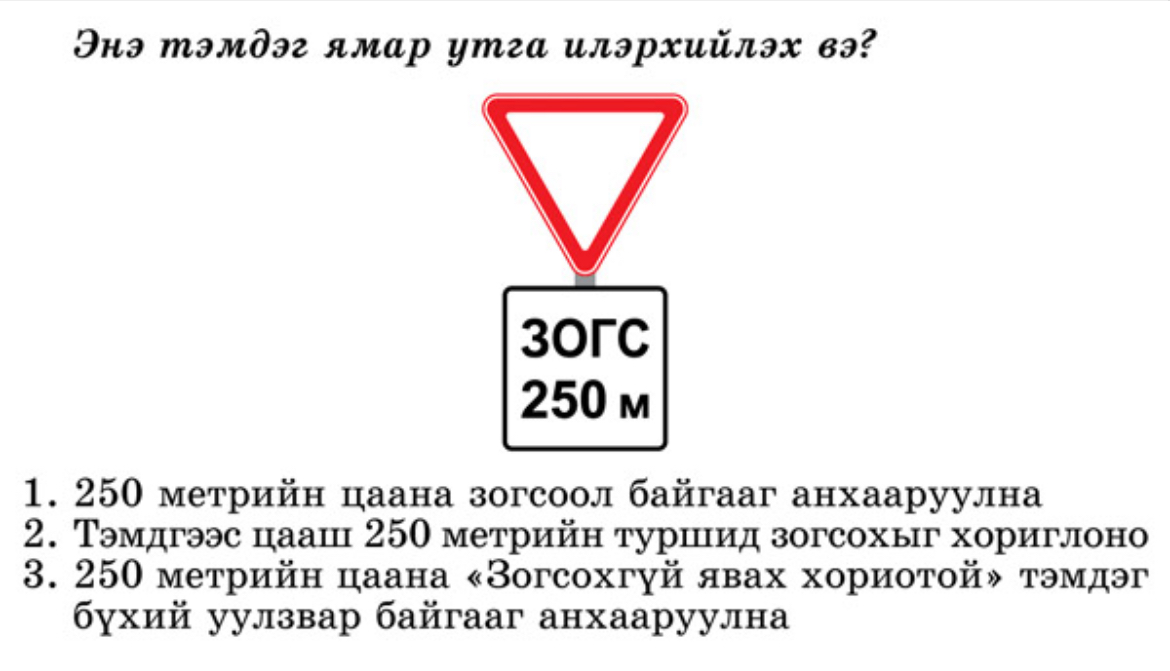 Энэ тэмдэг ямар утга илэрхийлэх вэ?
ЗОГС
250 м
1. 250 метрийн цаана зогсоол байгааг анхааруулна
2. Тэмдгээс цааш 250 метрийн туршид зогсохыг хориглоно
3. 250 метрийн цаана «Зогсохгүй явах хориотой» тэмдэг
бүхий уулзвар байгааг анхааруулна